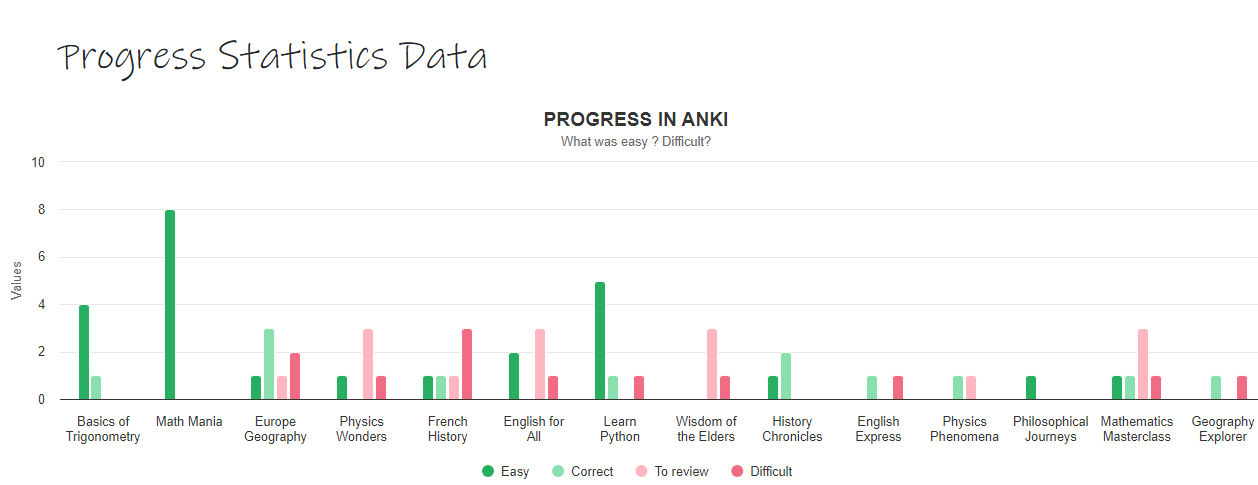 Progress Statistics Data
PROGRESS IN ANKI
What was easy ? Difficult?
10
8
6
4
2
0
Values
Basics of
Trigonometry
Math Mania
Europe
Geography
Physics
Wonders
French
History
English for
All
Learn
Python
Wisdom of
the Elders
History
Chronicles
English
Express
Physics
Phenomena
Philosophical
Journeys
Mathematics
Masterclass
Geography
Explorer
Easy
Correct
To review
Difficult